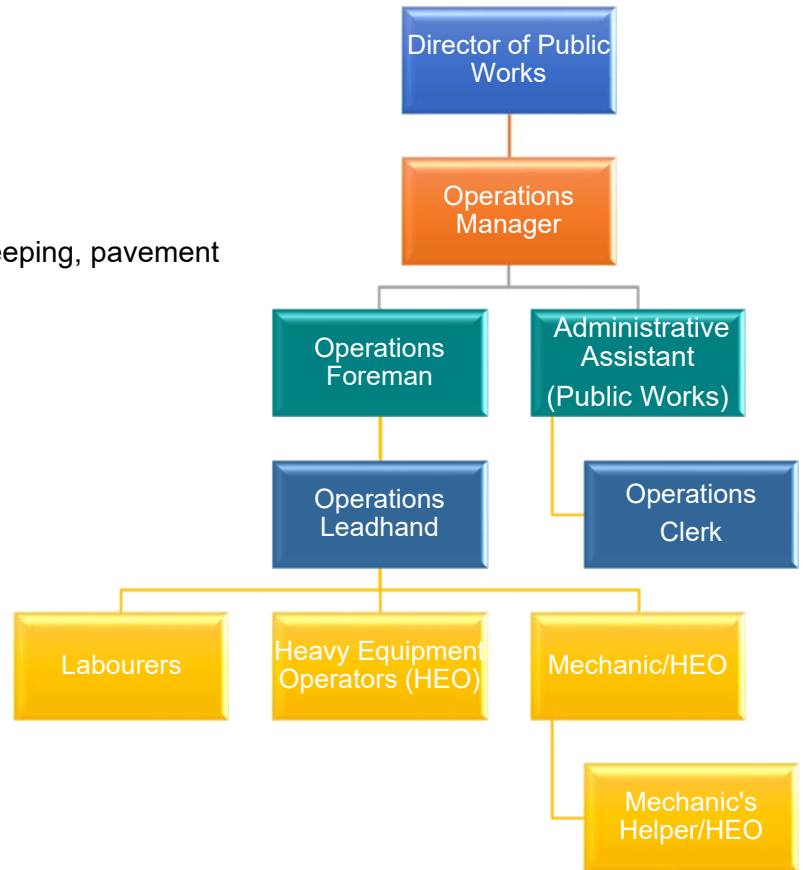 Director of Public
Works
Operations
Manager
eeping, pavement
Operations
Foreman
Administrative
Assistant
(Public Works)
Operations
Leadhand
Operations
Clerk
Labourers
Heavy Equipment
Operators (HEO)
Mechanic/HEO
Mechanic's
Helper/HEO